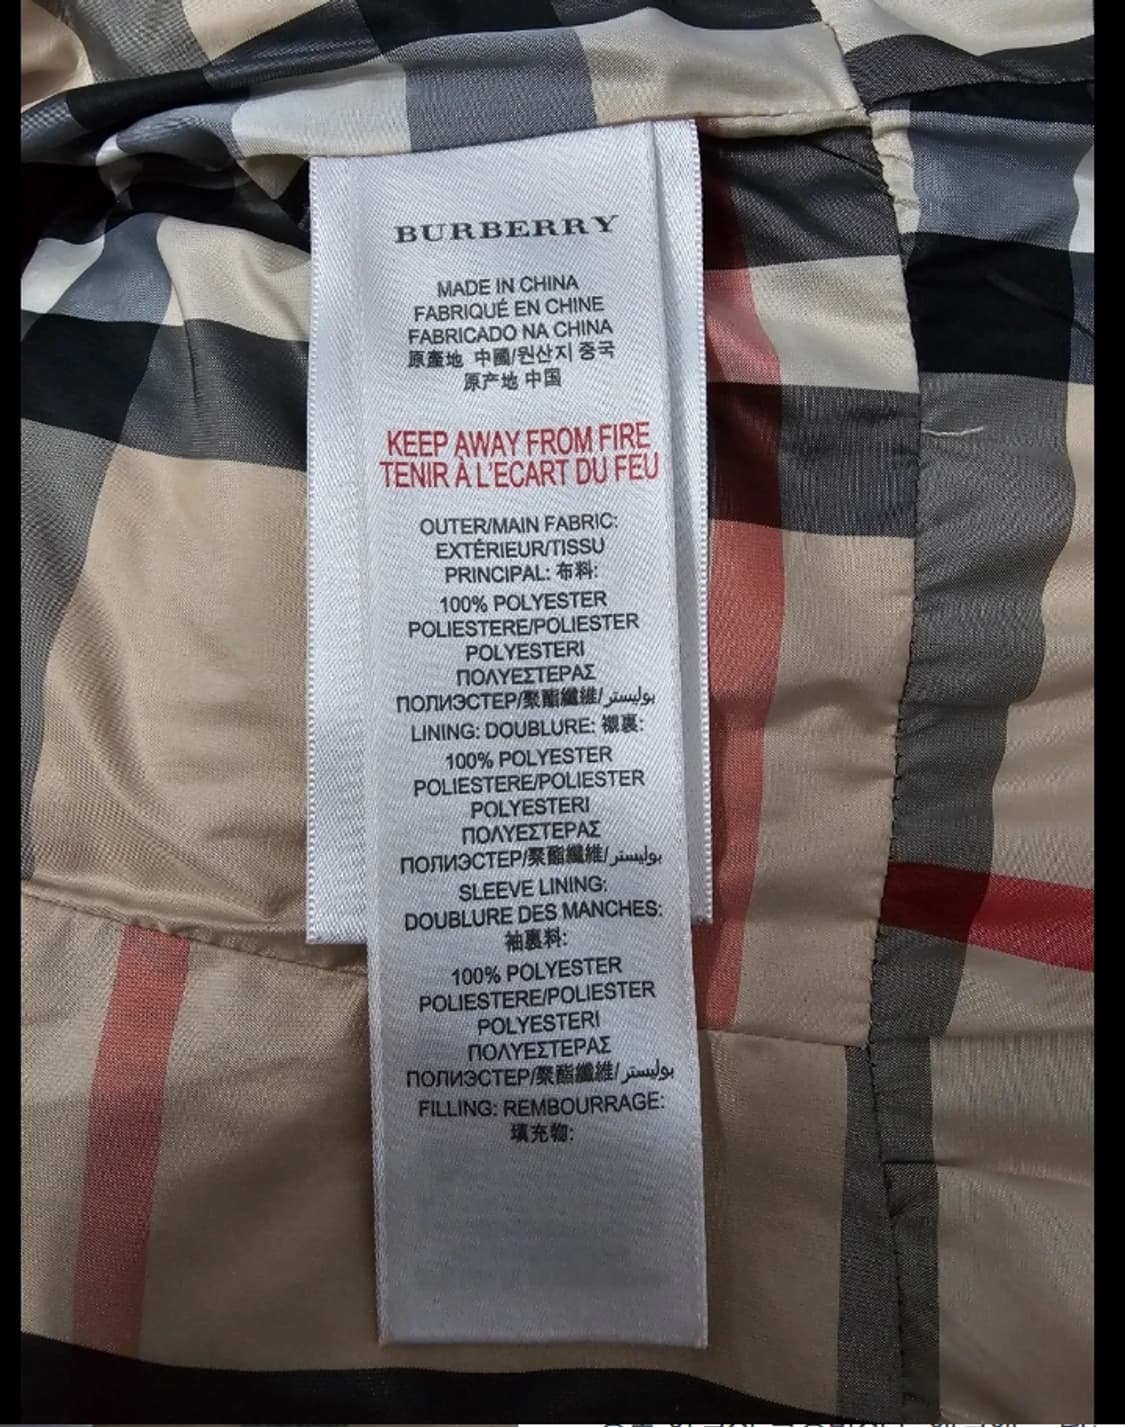 BURBERRY
MADE IN CHINA
FABRIQUÉ EN CHINE
FABRICADO NA CHINA
原產地 中國/원산지 중국
原产地 中国
KEEP AWAY FROM FIRE
TENIR À L'ECART DU FEU
OUTER/MAIN FABRIC:
EXTÉRIEUR/TISSU
PRINCIPAL: 布料:
100% POLYESTER
POLIESTERE/POLIESTER
POLYESTERI
ΠΟΛΥΕΣΤΕΡΑΣ
ПОЛИЭСТЕР/聚酯纖維/بوليستر
LINING: DOUBLURE: 襯裏:
100% POLYESTER
POLIESTERE/POLIESTER
POLYESTERI
ΠΟΛΥΕΣΤΕΡΑΣ
ПОЛИЭСТЕР/聚酯纖維/بوليستر
SLEEVE LINING:
DOUBLURE DES MANCHES:
袖裏料:
100% POLYESTER
POLIESTERE/POLIESTER
POLYESTERI
ΠΟΛΥΕΣΤΕΡΑΣ
ПОЛИЭСТЕР/聚酯纖維/بوليستر
FILLING: REMBOURRAGE:
填充物: